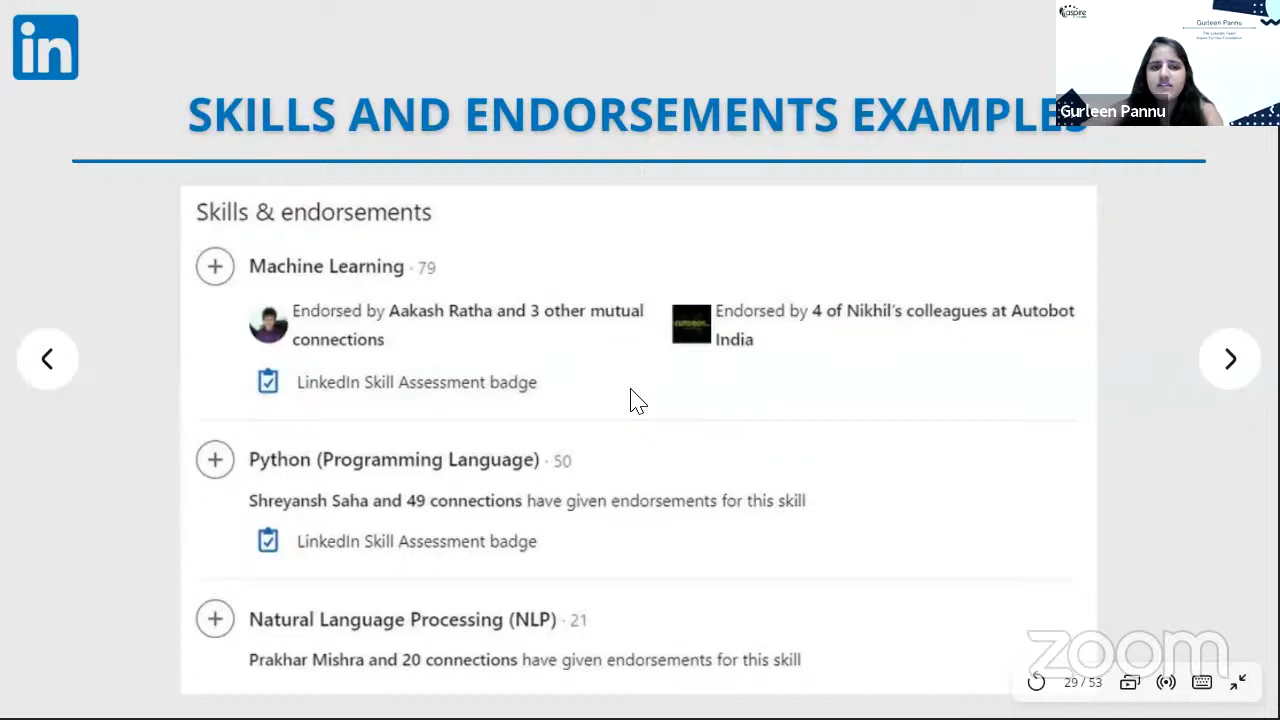 in
aspire
Gurleen Pannu
SKILLS AND ENDORSEMENTS EXAMPLES
Gurleen Pannu
Skills & endorsements
Machine Learning · 79
Endorsed by Aakash Ratha and 3 other mutual
connections
Endorsed by 4 of Nikhil's colleagues at Autobot
India
LinkedIn Skill Assessment badge
Python (Programming Language) · 50
Shreyansh Saha and 49 connections have given endorsements for this skill
LinkedIn Skill Assessment badge
Natural Language Processing (NLP) · 21
Prakhar Mishra and 20 connections have given endorsements for this skill
zoom
29 / 53